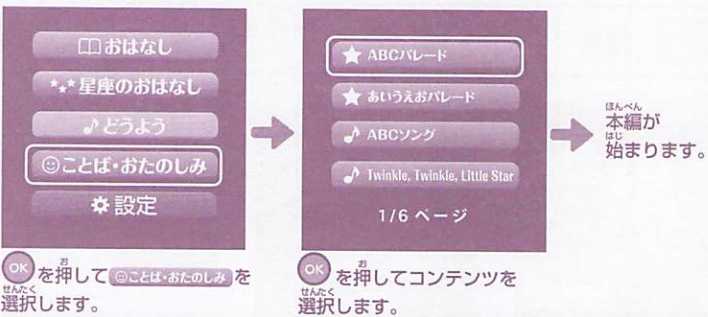 おはなし
星座のおはなし
どうよう
ことば・おたのしみ
設定
OK を押して ことば・おたのしみ を
選択します。
ABCパレード
あいうえおパレード
ABCソング
Twinkle, Twinkle, Little Star
1/6 ページ
OK を押してコンテンツを
選択します。
本編が
始まります。